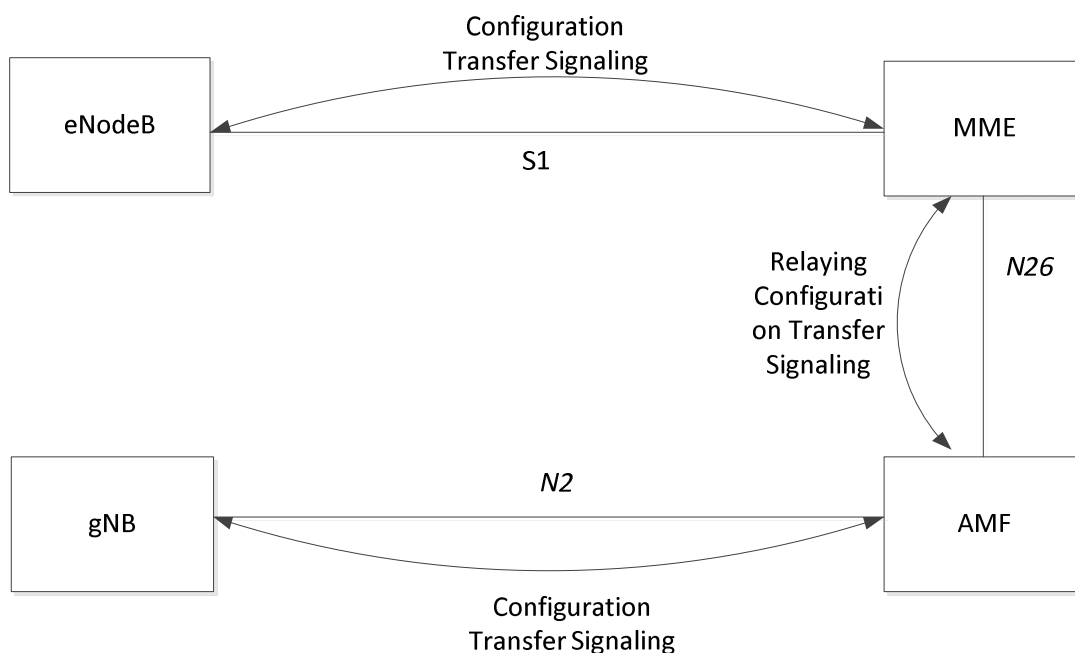 Configuration
Transfer Signaling
eNodeB
MME
S1
Relaying
Configurati
on Transfer
Signaling
N26
N2
gNB
AMF
Configuration
Transfer Signaling